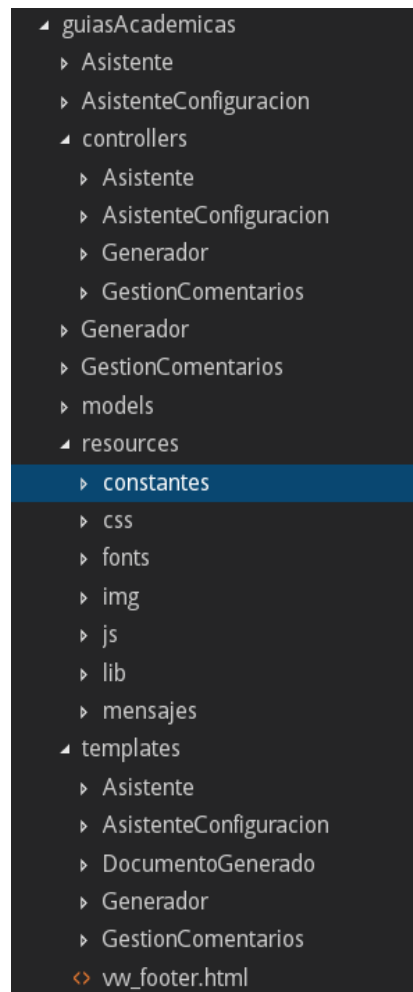 guiasAcademicas
Asistente
AsistenteConfiguracion
controllers
Asistente
AsistenteConfiguracion
Generador
GestionComentarios
Generador
GestionComentarios
models
resources
constantes
css
fonts
img
js
lib
mensajes
templates
Asistente
AsistenteConfiguracion
DocumentoGenerado
Generador
GestionComentarios
<> vw_footer.html